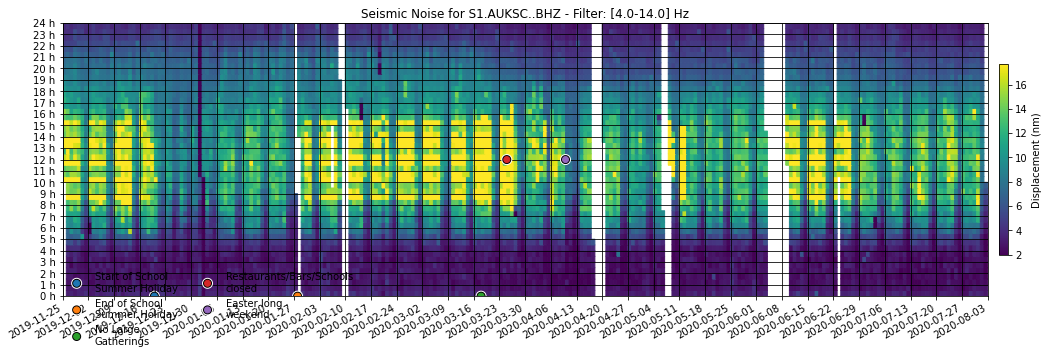 Seismic Noise for S1.AUKSC..BHZ - Filter: [4.0-14.0] Hz
24 h
23 h
22 h
21 h
20 h
19 h
18 h
17 h
16 h
15 h
14 h
13 h
12 h
11 h
10 h
9 h
8 h
7 h
6 h
5 h
4 h
3 h
2 h
1 h
0 h
16
14
12
10
8
6
4
2
Displacement (nm)
Start of School
Summer Holiday
End of School
Summer Holiday
No Large
Gatherings
Restaurants/Bars/Schools
closed
Easter long
weekend
2019-11-25
2020-01-27
2020-02-03
2020-02-10
2020-02-17
2020-02-24
2020-03-02
2020-03-09
2020-03-16
2020-03-23
2020-03-30
2020-04-06
2020-04-13
2020-04-20
2020-04-27
2020-05-04
2020-05-11
2020-05-18
2020-05-25
2020-06-01
2020-06-08
2020-06-15
2020-06-22
2020-06-29
2020-07-06
2020-07-13
2020-07-20
2020-07-27
2020-08-03